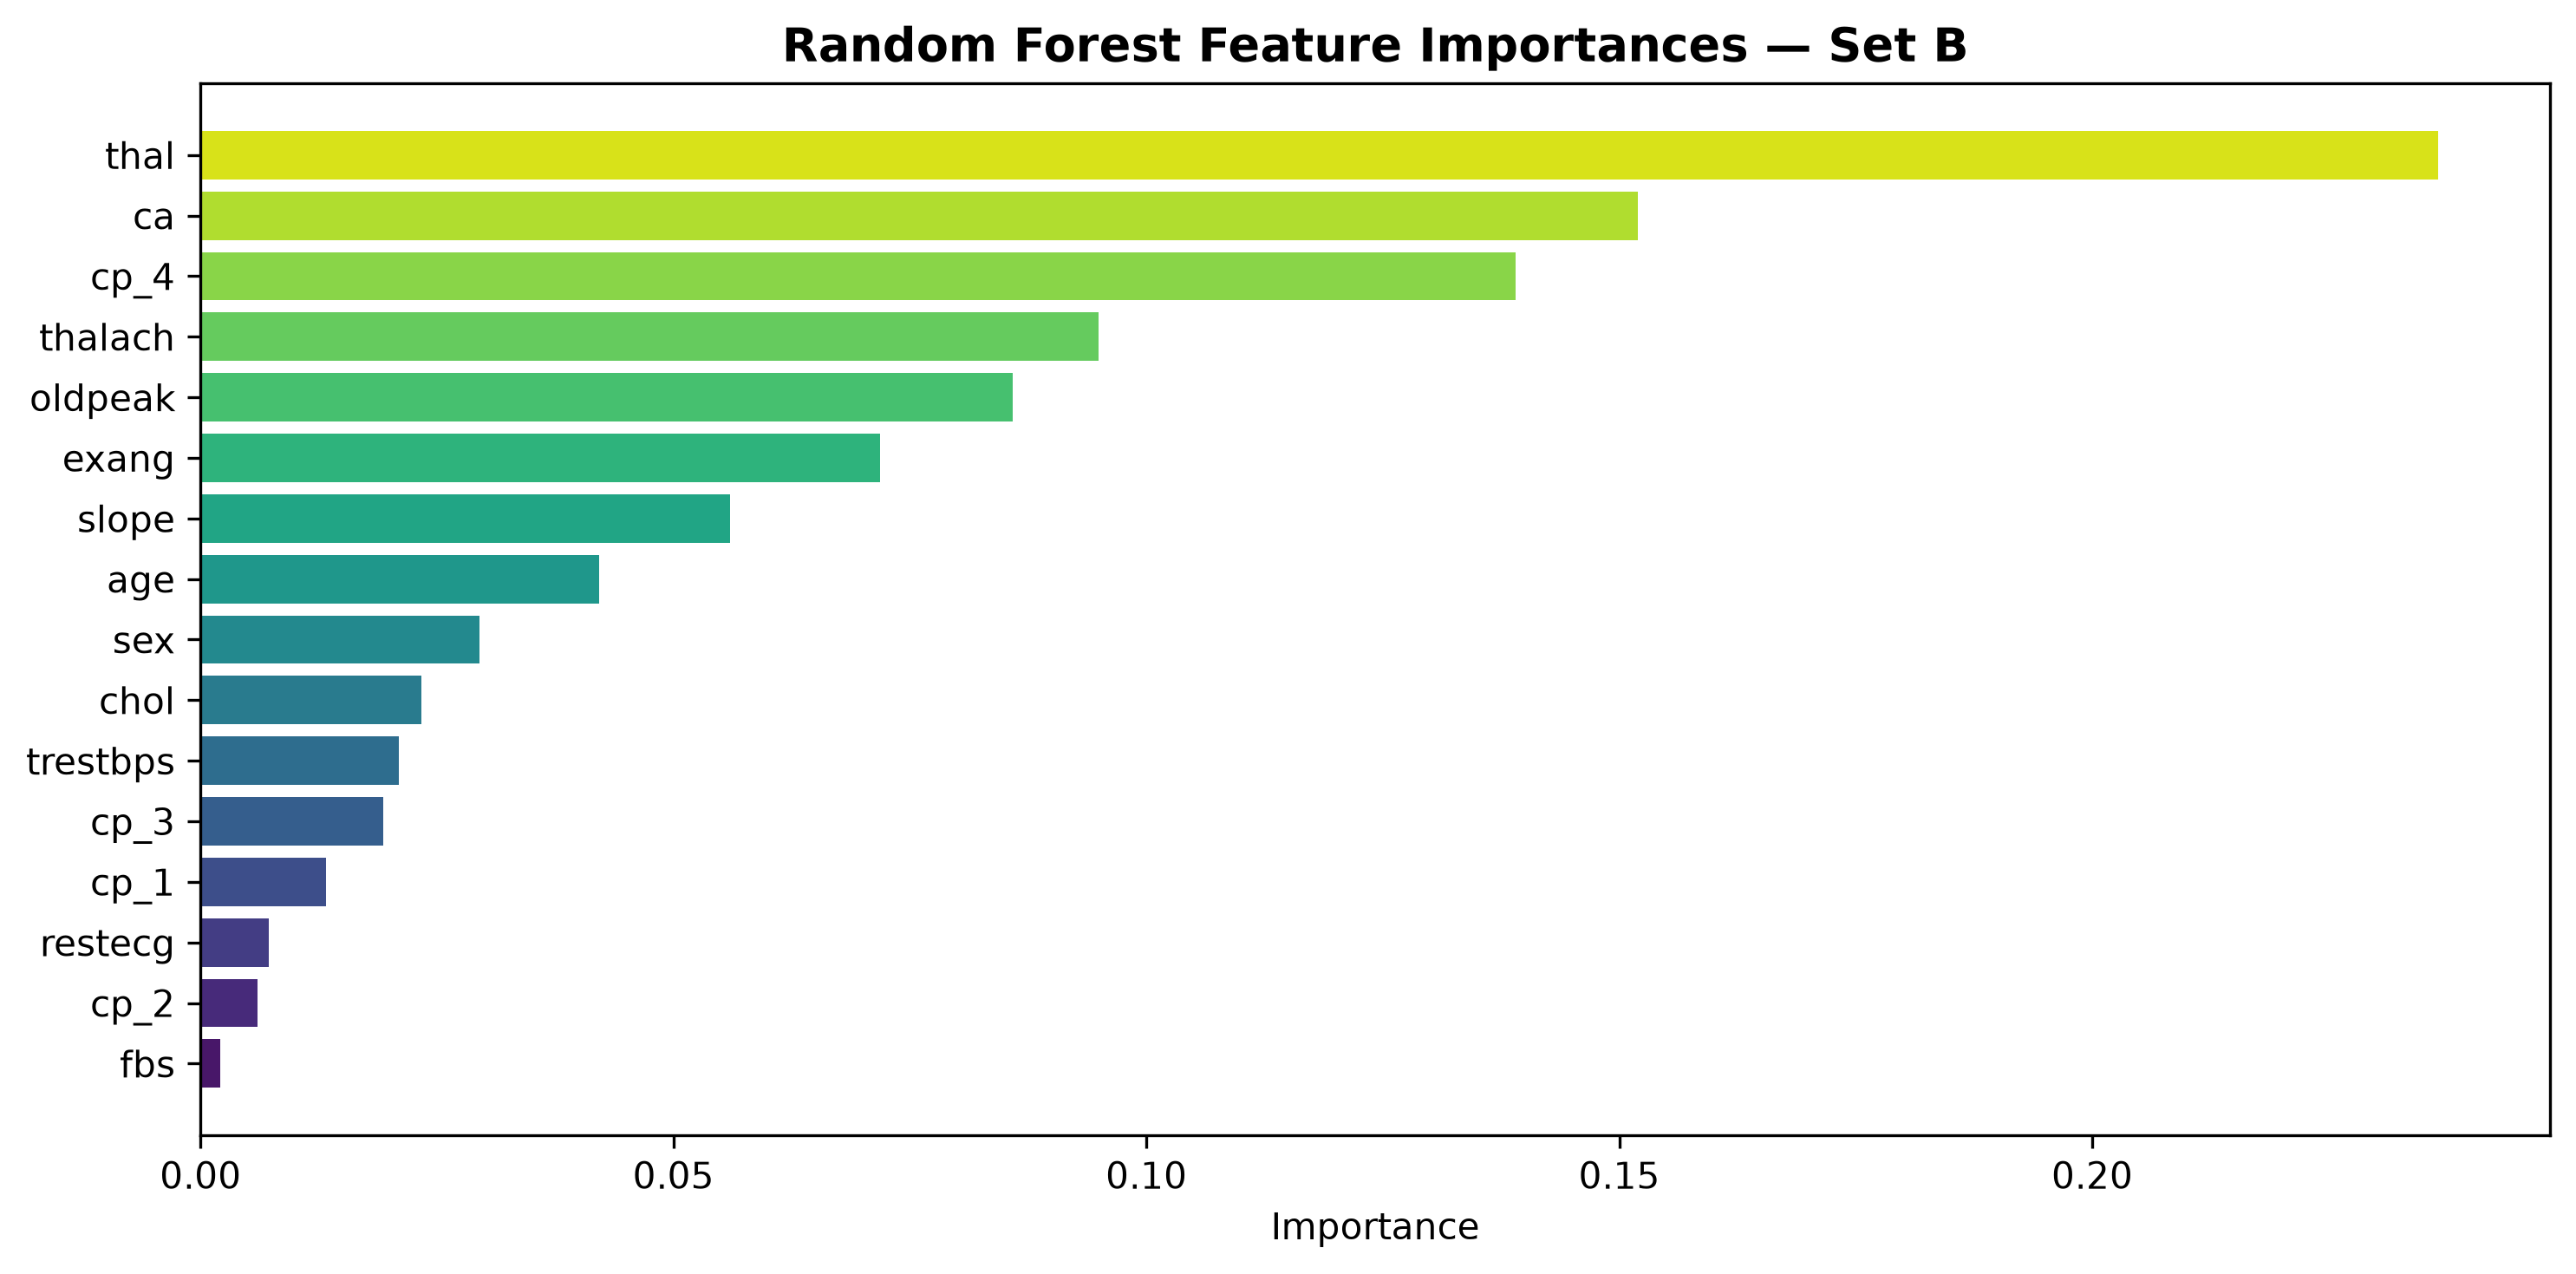 Random Forest Feature Importances — Set B
thal
ca
cp_4
thalach
oldpeak
exang
slope
age
sex
chol
trestbps
cp_3
cp_1
restecg
cp_2
fbs
0.00 0.05 0.10 0.15 0.20
Importance